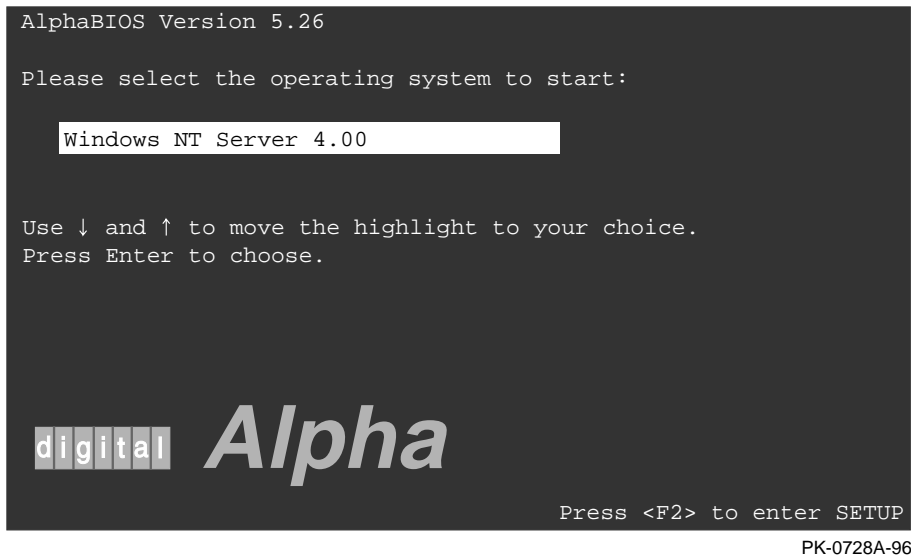 AlphaBIOS Version 5.26
Please select the operating system to start:
Windows NT Server 4.00
Use ↓ and ↑ to move the highlight to your choice.
Press Enter to choose.
digital Alpha
Press <F2> to enter SETUP
PK-0728A-96